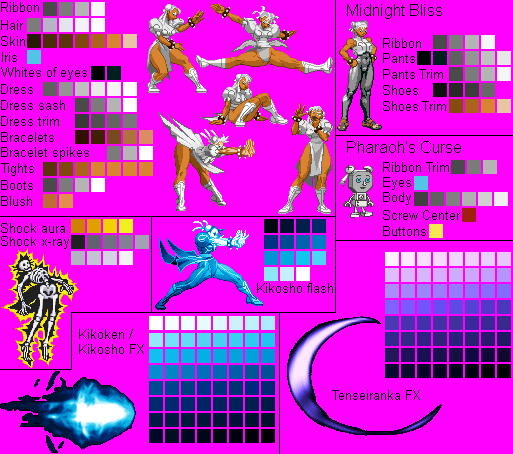 Ribbon
Hair
Skin
Iris
Whites of eyes
Dress
Dress sash
Dress trim
Bracelets
Bracelet spikes
Tights
Boots
Blush
Midnight Bliss
Ribbon
Pants
Pants Trim
Shoes
Shoes Trim
Pharaoh's Curse
Ribbon Trim
Eyes
Body
Screw Center
Buttons
Shock aura
Shock x-ray
Kikosho flash
Kikoken /
Kikosho FX
Tenseiranka FX